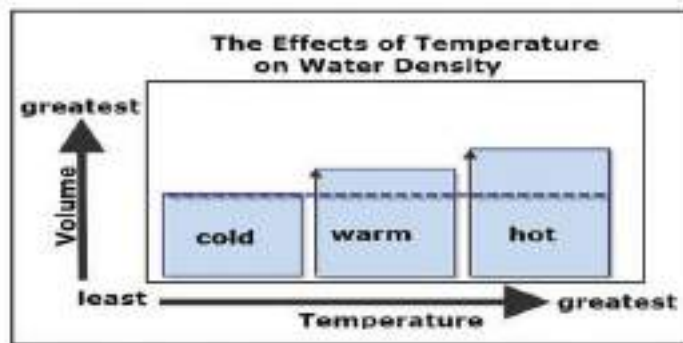 The Effects of Temperature
on Water Density
greatest
Volume
cold
warm
hot
least
greatest
Temperature